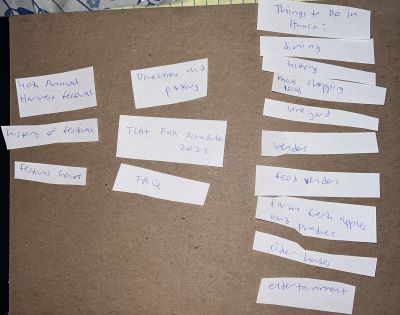 40th Annual
Harvest festival
history of festival
festival hours
Direction and
parking
TCAT Fall Schedule
2022
FAQ
Things to Do in
Ithaca:
dining
hiking
more shopping
local
vineyard
vendor
food vendor
farm fresh apples
and produce
cider houses
entertainment